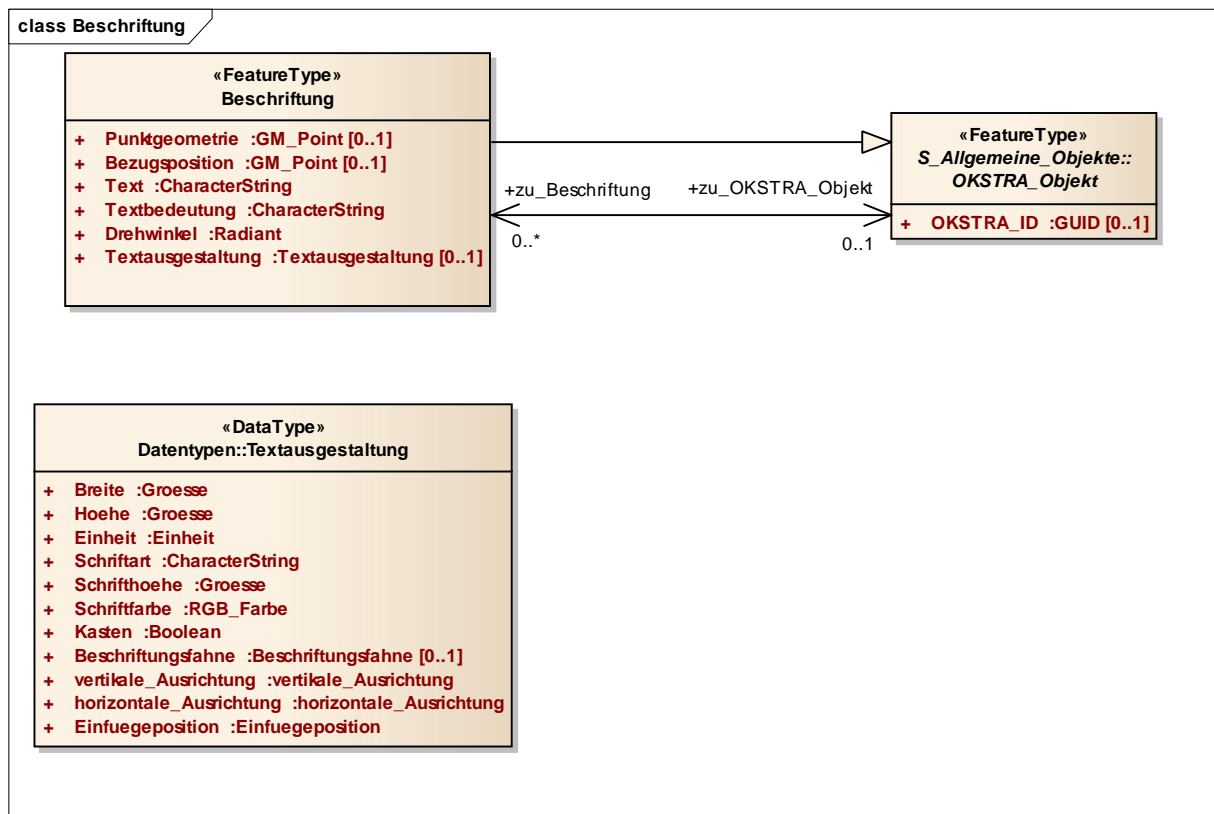 class Beschriftung
«FeatureType»
Beschriftung
+ Punktgeometrie :GM_Point [0..1]
+ Bezugsposition :GM_Point [0..1]
+ Text :CharacterString
+ Textbedeutung :CharacterString
+ Drehwinkel :Radiant
+ Textausgestaltung :Textausgestaltung [0..1]
«FeatureType»
S_Allgemeine_Objekte::
OKSTRA_Objekt
+ OKSTRA_ID :GUID [0..1]
+zu_Beschriftung
+zu_OKSTRA_Objekt
0..*
0..1
«DataType»
Datentypen::Textausgestaltung
+ Breite :Groesse
+ Hoehe :Groesse
+ Einheit :Einheit
+ Schriftart :CharacterString
+ Schrifthoehe :Groesse
+ Schriftfarbe :RGB_Farbe
+ Kasten :Boolean
+ Beschriftungsfahne :Beschriftungsfahne [0..1]
+ vertikale_Ausrichtung :vertikale_Ausrichtung
+ horizontale_Ausrichtung :horizontale_Ausrichtung
+ Einfuegeposition :Einfuegeposition